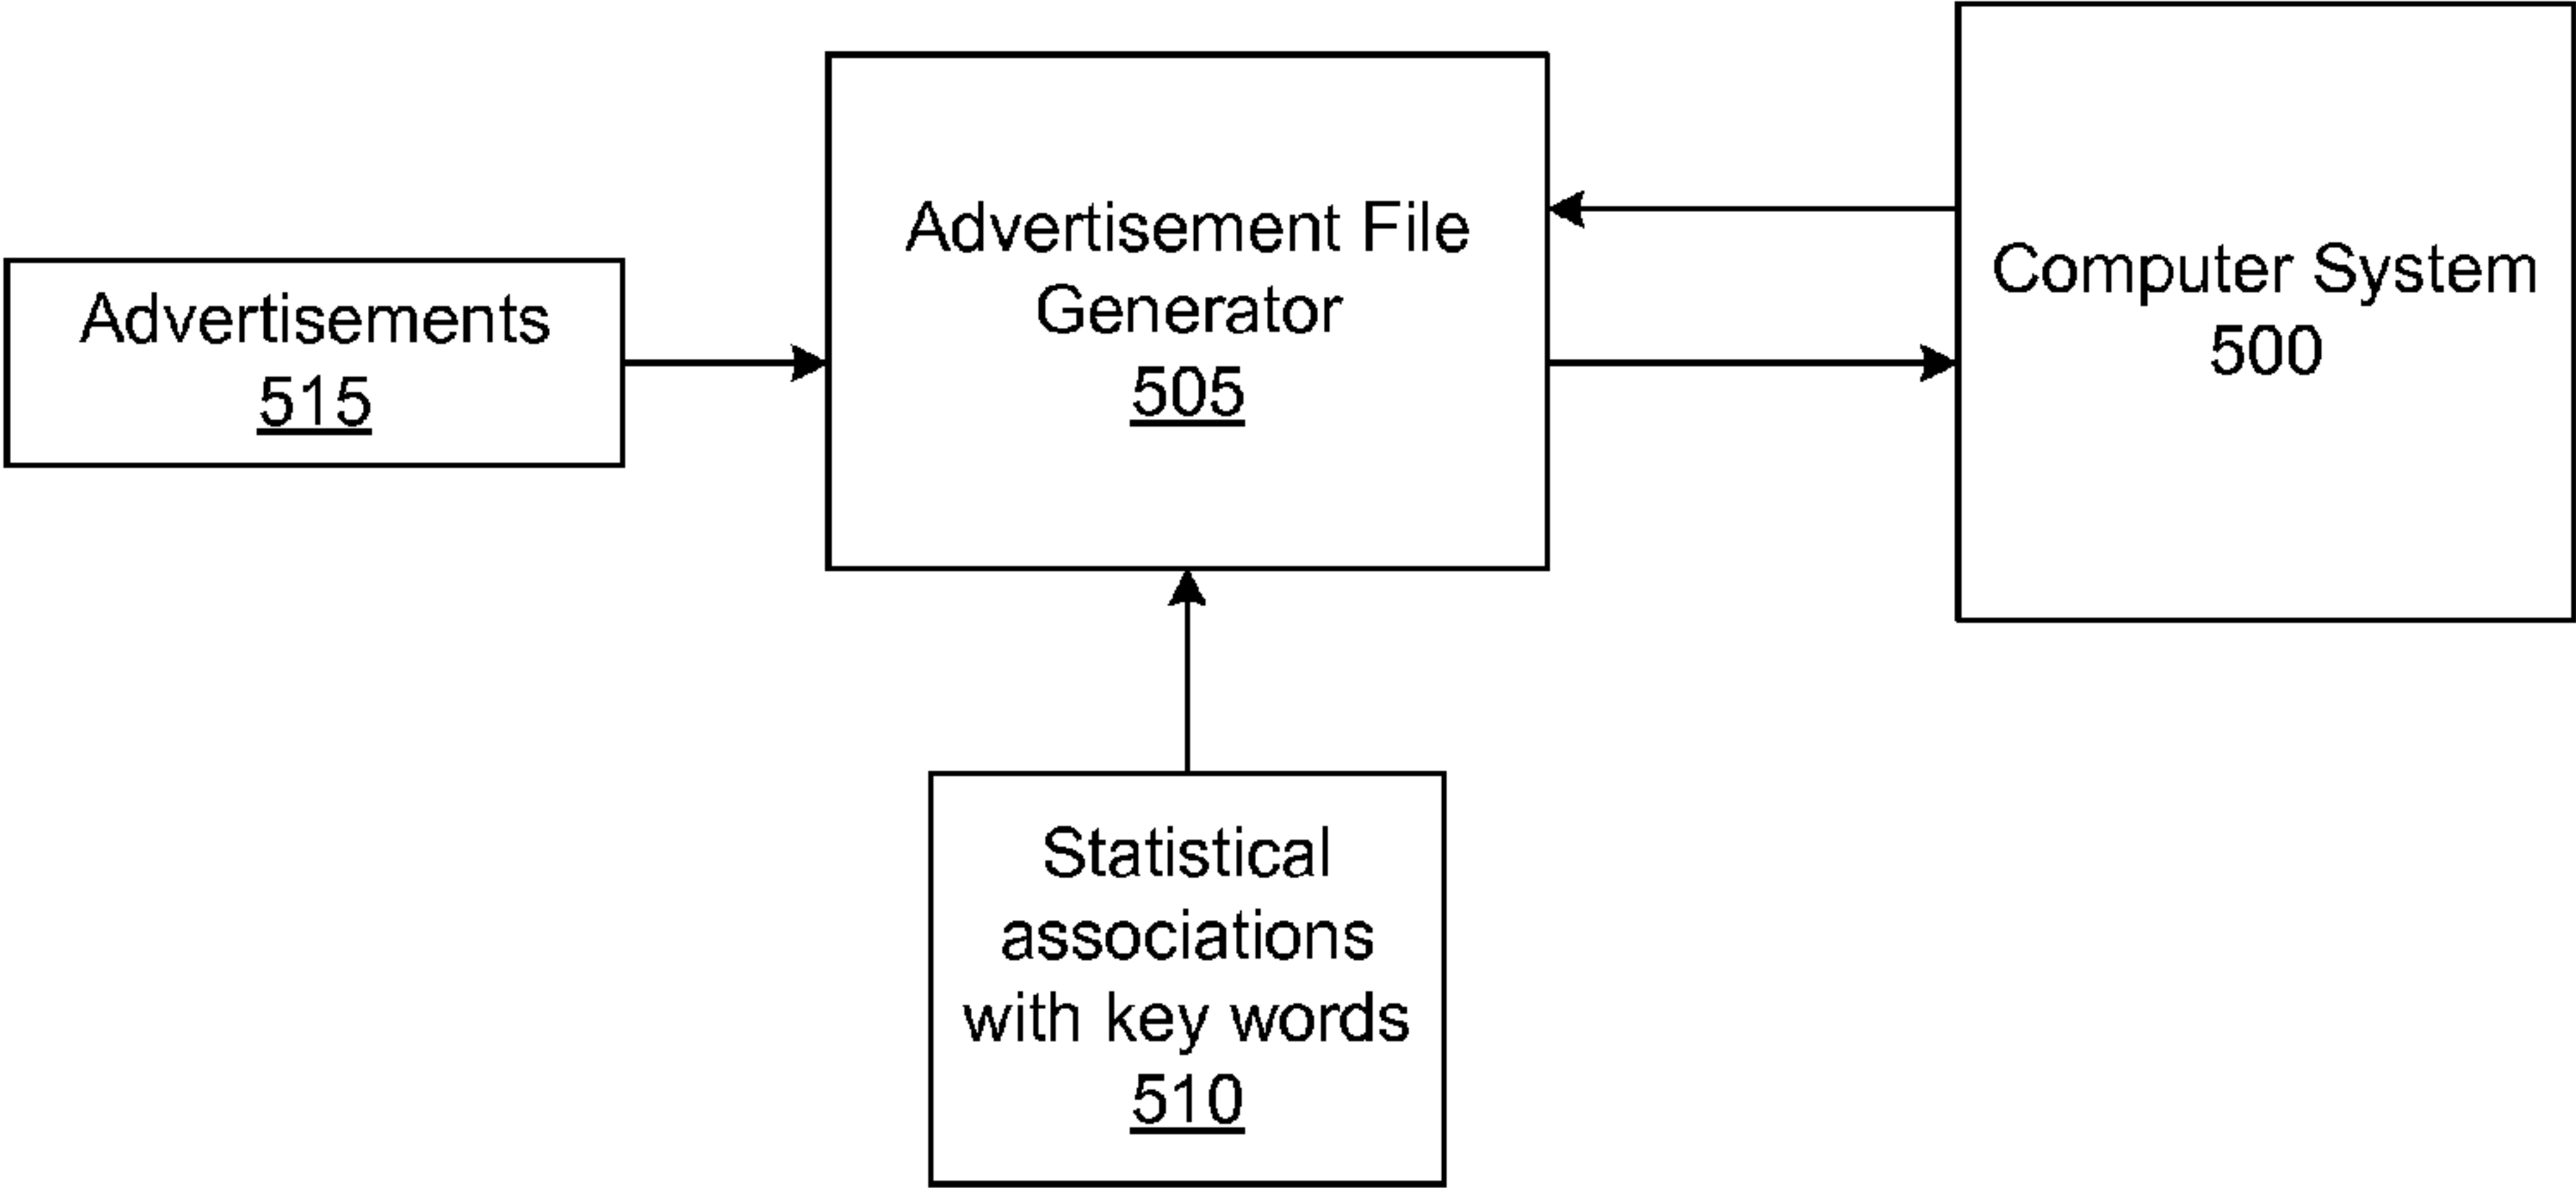 Advertisements
515
Advertisement File
Generator
505
Computer System
500
Statistical
associations
with key words
510